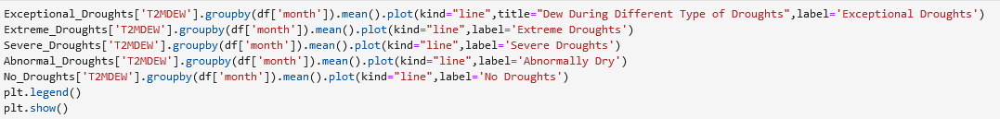 Exceptional_Droughts['T2MDEW'].groupby(df['month']).mean().plot(kind="line",title="Dew During Different Type of Droughts",label='Exceptional Droughts')
Extreme_Droughts['T2MDEW'].groupby(df['month']).mean().plot(kind="line",label='Extreme Droughts')
Severe_Droughts['T2MDEW'].groupby(df['month']).mean().plot(kind="line",label='Severe Droughts')
Abnormal_Droughts['T2MDEW'].groupby(df['month']).mean().plot(kind="line",label='Abnormally Dry')
No_Droughts['T2MDEW'].groupby(df['month']).mean().plot(kind="line",label='No Droughts')
plt.legend()
plt.show()